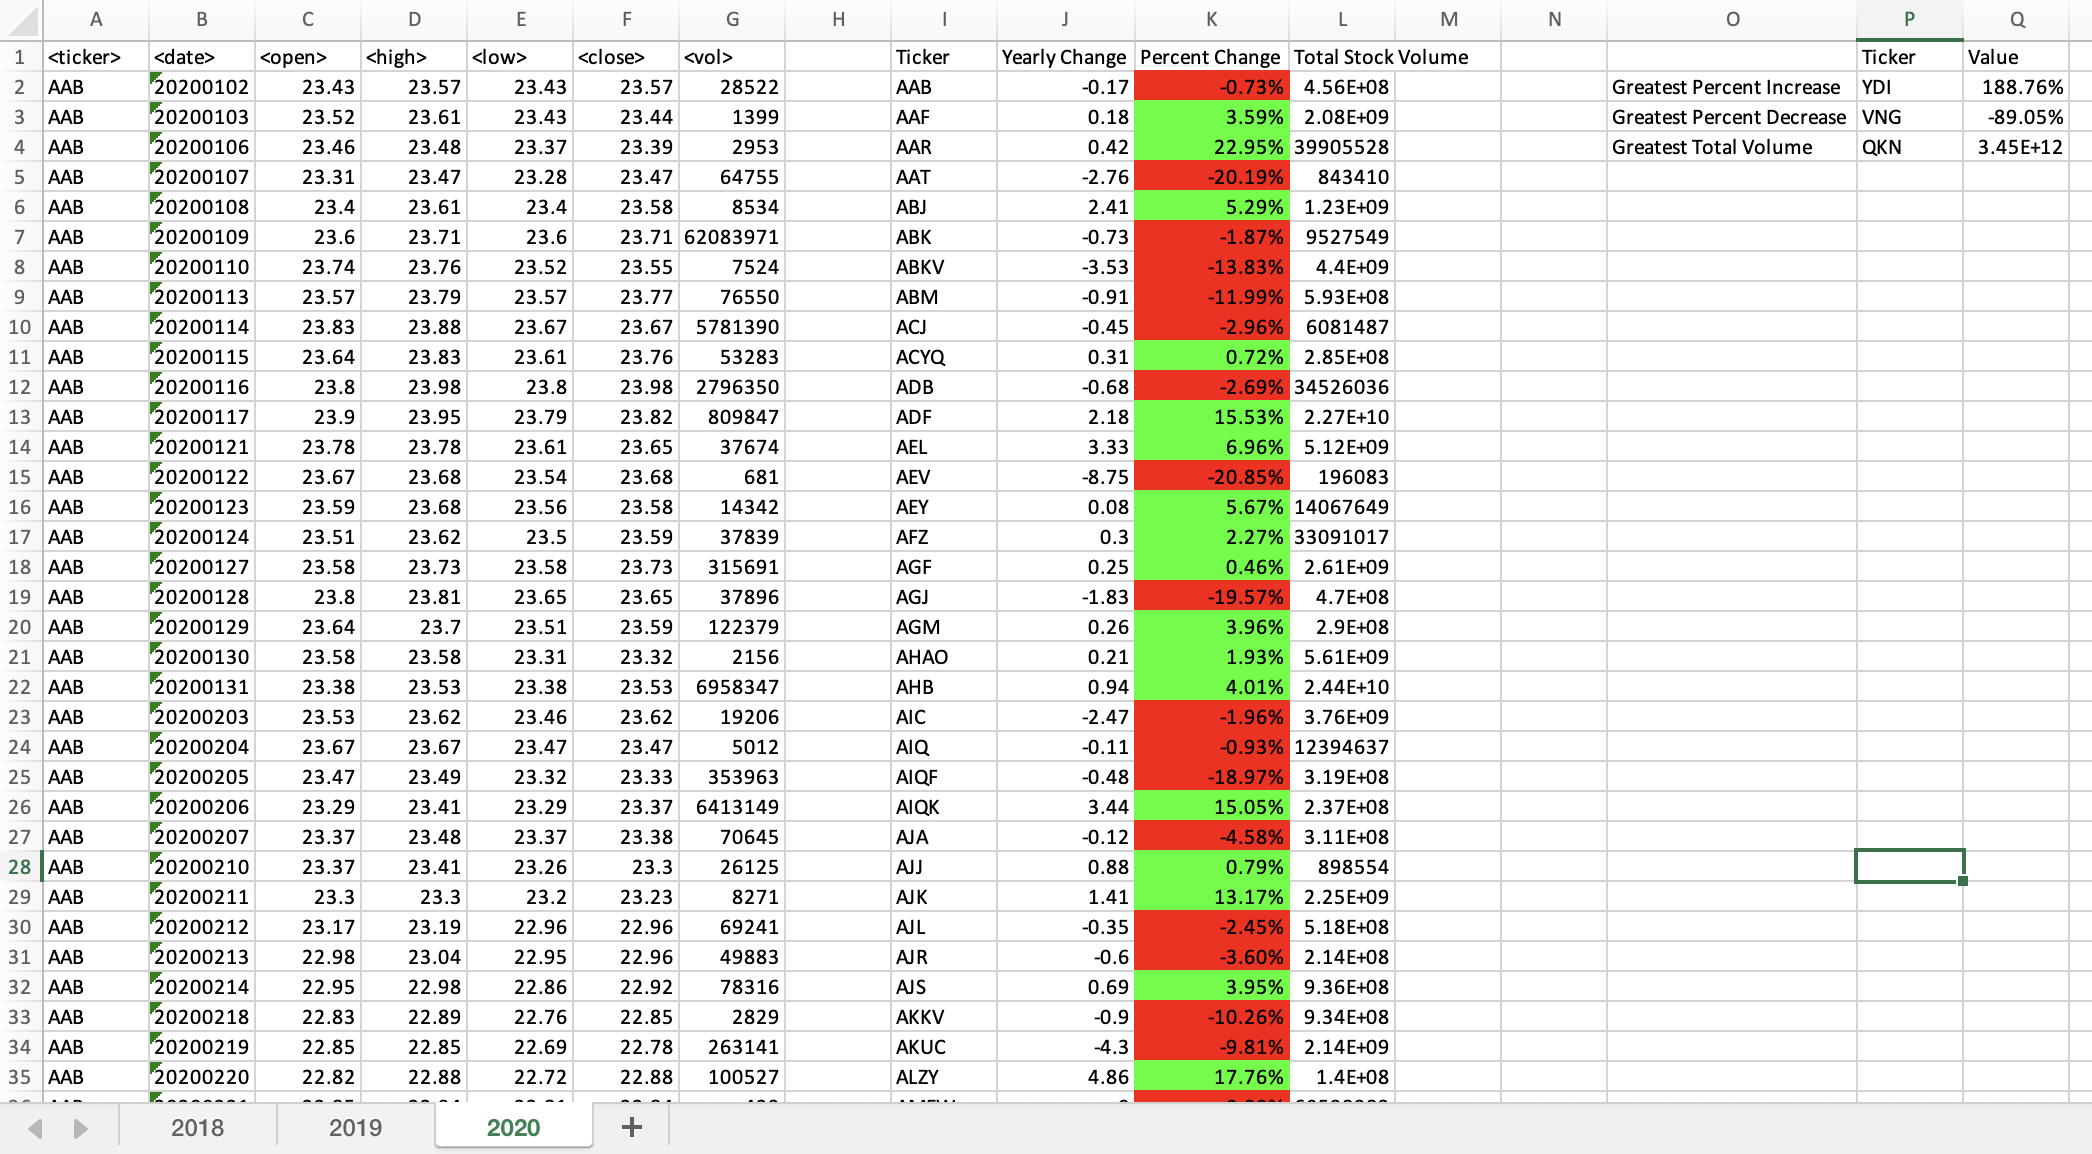 A B C D E F G H I J K L M N O P Q
1 <ticker> <date> <open> <high> <low> <close> <vol> Ticker Yearly Change Percent Change Total Stock Volume Ticker Value
2 AAB 20200102 23.43 23.57 23.43 23.57 28522 AAB -0.17 -0.73% 4.56E+08 Greatest Percent Increase YDI 188.76%
3 AAB 20200103 23.52 23.61 23.43 23.44 1399 AAF 0.18 3.59% 2.08E+09 Greatest Percent Decrease VNG -89.05%
4 AAB 20200106 23.46 23.48 23.37 23.39 2953 AAR 0.42 22.95% 39905528 Greatest Total Volume QKN 3.45E+12
5 AAB 20200107 23.31 23.47 23.28 23.47 64755 AAT -2.76 -20.19% 843410
6 AAB 20200108 23.4 23.61 23.4 23.58 8534 ABJ 2.41 5.29% 1.23E+09
7 AAB 20200109 23.6 23.71 23.6 23.71 62083971 ABK -0.73 -1.87% 9527549
8 AAB 20200110 23.74 23.76 23.52 23.55 7524 ABKV -3.53 -13.83% 4.4E+09
9 AAB 20200113 23.57 23.79 23.57 23.77 76550 ABM -0.91 -11.99% 5.93E+08
10 AAB 20200114 23.83 23.88 23.67 23.67 5781390 ACJ -0.45 -2.96% 6081487
11 AAB 20200115 23.64 23.83 23.61 23.76 53283 ACYQ 0.31 0.72% 2.85E+08
12 AAB 20200116 23.8 23.98 23.8 23.98 2796350 ADB -0.68 -2.69% 34526036
13 AAB 20200117 23.9 23.95 23.79 23.82 809847 ADF 2.18 15.53% 2.27E+10
14 AAB 20200121 23.78 23.78 23.61 23.65 37674 AEL 3.33 6.96% 5.12E+09
15 AAB 20200122 23.67 23.68 23.54 23.68 681 AEV -8.75 -20.85% 196083
16 AAB 20200123 23.59 23.68 23.56 23.58 14342 AEY 0.08 5.67% 14067649
17 AAB 20200124 23.51 23.62 23.5 23.59 37839 AFZ 0.3 2.27% 33091017
18 AAB 20200127 23.58 23.73 23.58 23.73 315691 AGF 0.25 0.46% 2.61E+09
19 AAB 20200128 23.8 23.81 23.65 23.65 37896 AGJ -1.83 -19.57% 4.7E+08
20 AAB 20200129 23.64 23.7 23.51 23.59 122379 AGM 0.26 3.96% 2.9E+08
21 AAB 20200130 23.58 23.58 23.31 23.32 2156 AHAO 0.21 1.93% 5.61E+09
22 AAB 20200131 23.38 23.53 23.38 23.53 6958347 AHB 0.94 4.01% 2.44E+10
23 AAB 20200203 23.53 23.62 23.46 23.62 19206 AIC -2.47 -1.96% 3.76E+09
24 AAB 20200204 23.67 23.67 23.47 23.47 5012 AIQ -0.11 -0.93% 12394637
25 AAB 20200205 23.47 23.49 23.32 23.33 353963 AIQF -0.48 -18.97% 3.19E+08
26 AAB 20200206 23.29 23.41 23.29 23.37 6413149 AIQK 3.44 15.05% 2.37E+08
27 AAB 20200207 23.37 23.48 23.37 23.38 70645 AJA -0.12 -4.58% 3.11E+08
28 AAB 20200210 23.37 23.41 23.26 23.3 26125 AJJ 0.88 0.79% 898554
29 AAB 20200211 23.3 23.3 23.2 23.23 8271 AJK 1.41 13.17% 2.25E+09
30 AAB 20200212 23.17 23.19 22.96 22.96 69241 AJL -0.35 -2.45% 5.18E+08
31 AAB 20200213 22.98 23.04 22.95 22.96 49883 AJR -0.6 -3.60% 2.14E+08
32 AAB 20200214 22.95 22.98 22.86 22.92 78316 AJS 0.69 3.95% 9.36E+08
33 AAB 20200218 22.83 22.89 22.76 22.85 2829 AKKV -0.9 -10.26% 9.34E+08
34 AAB 20200219 22.85 22.85 22.69 22.78 263141 AKUC -4.3 -9.81% 2.14E+09
35 AAB 20200220 22.82 22.88 22.72 22.88 100527 ALZY 4.86 17.76% 1.4E+08
2018 2019 2020 +